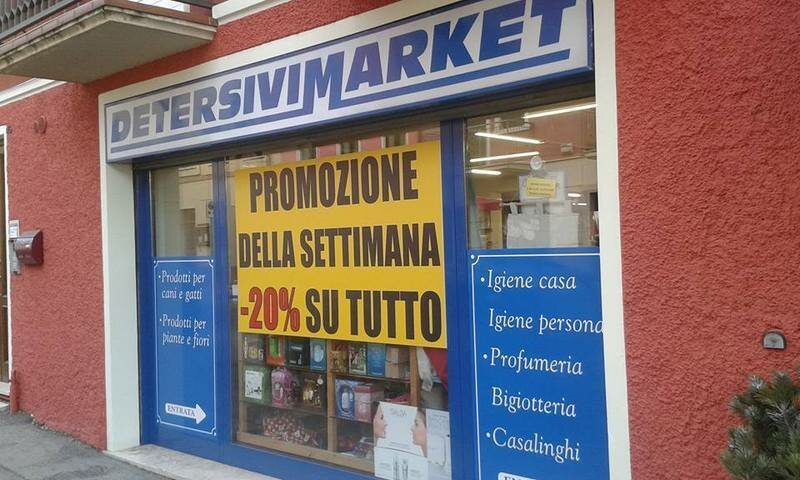 DETERSIVIMARKET
PROMOZIONE
DELLA SETTIMANA
-20% SU TUTTO
•Prodotti per
cani e gatti
•Prodotti per
piante e fiori
ENTRATA
•Igiene casa
Igiene persona
•Profumeria
Bigiotteria
•Casalinghi